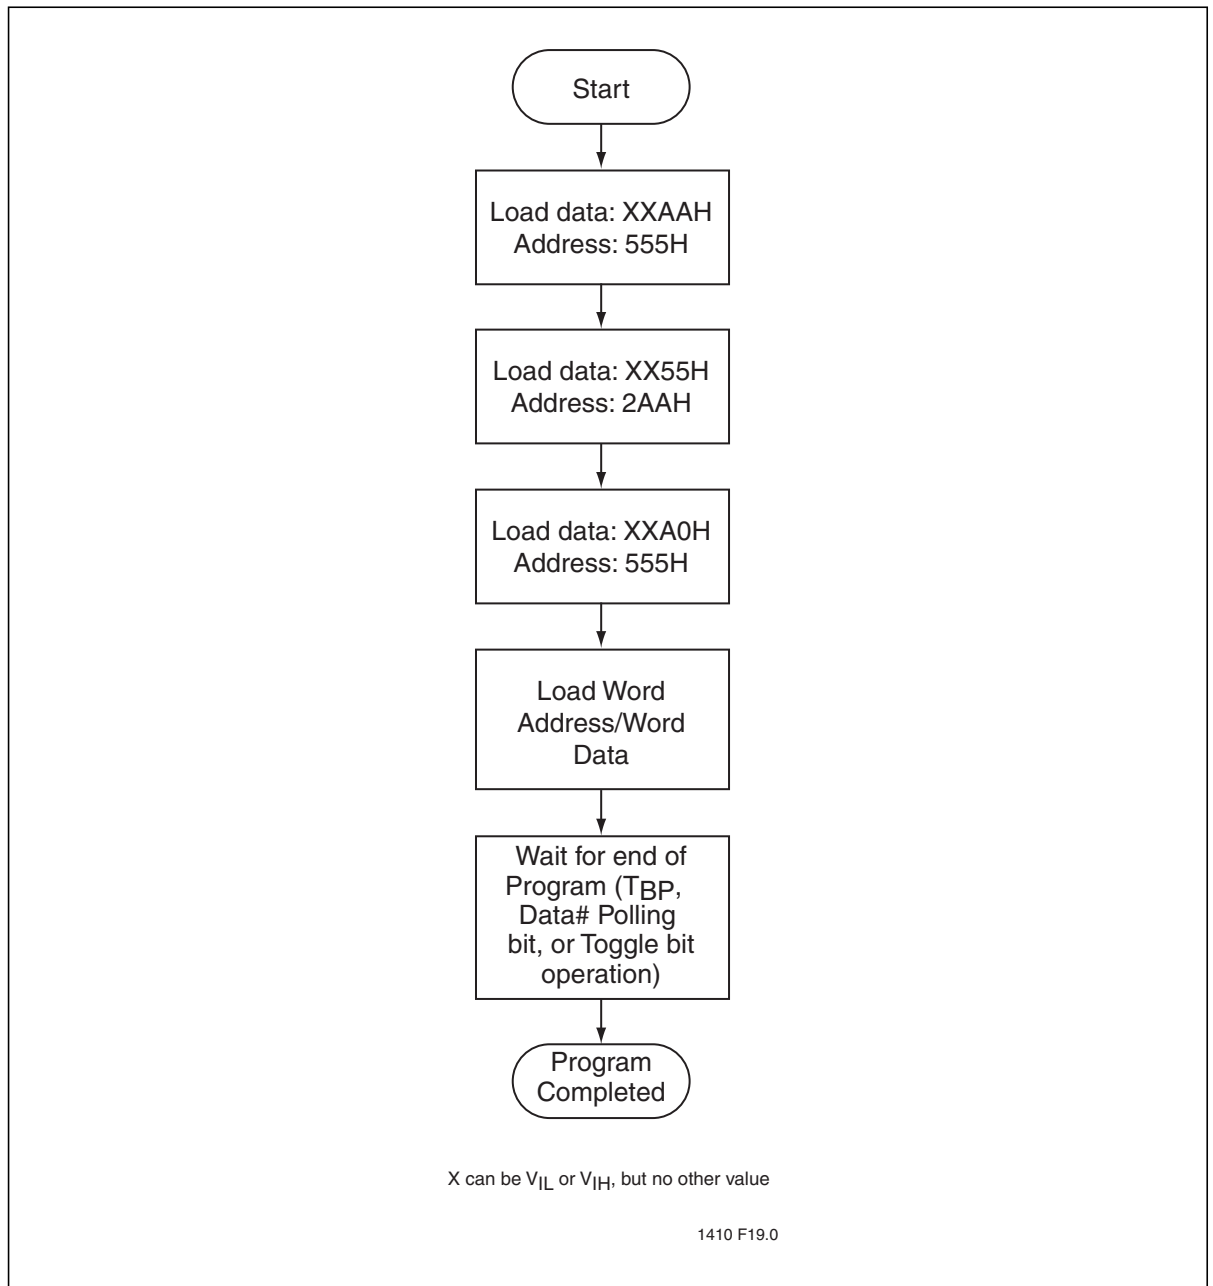 Start
Load data: XXAAH
Address: 555H
Load data: XX55H
Address: 2AAH
Load data: XXA0H
Address: 555H
Load Word
Address/Word
Data
Wait for end of
Program (TBP,
Data# Polling
bit, or Toggle bit
operation)
Program
Completed
X can be VIL or VIH, but no other value
1410 F19.0